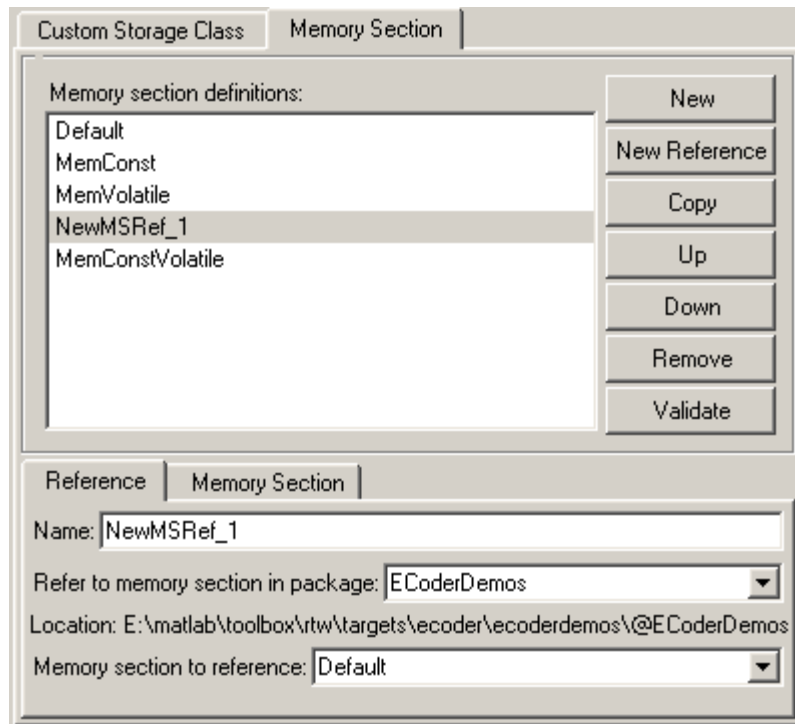 Custom Storage Class
Memory Section
Memory section definitions:
Default
MemConst
MemVolatile
NewMSRef_1
MemConstVolatile
New
New Reference
Copy
Up
Down
Remove
Validate
Reference
Memory Section
Name: NewMSRef_1
Refer to memory section in package: ECoderDemos
Location: E:\matlab\toolbox\rtw\targets\ecoder\ecoderdemos\@ECoderDemos
Memory section to reference: Default